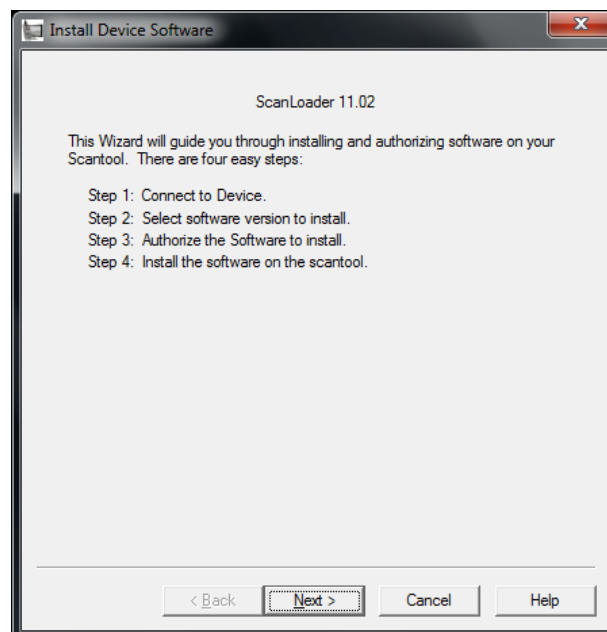 Install Device Software
ScanLoader 11.02
This Wizard will guide you through installing and authorizing software on your
Scantool. There are four easy steps:
Step 1: Connect to Device.
Step 2: Select software version to install.
Step 3: Authorize the Software to install.
Step 4: Install the software on the scantool.
< Back Next > Cancel Help